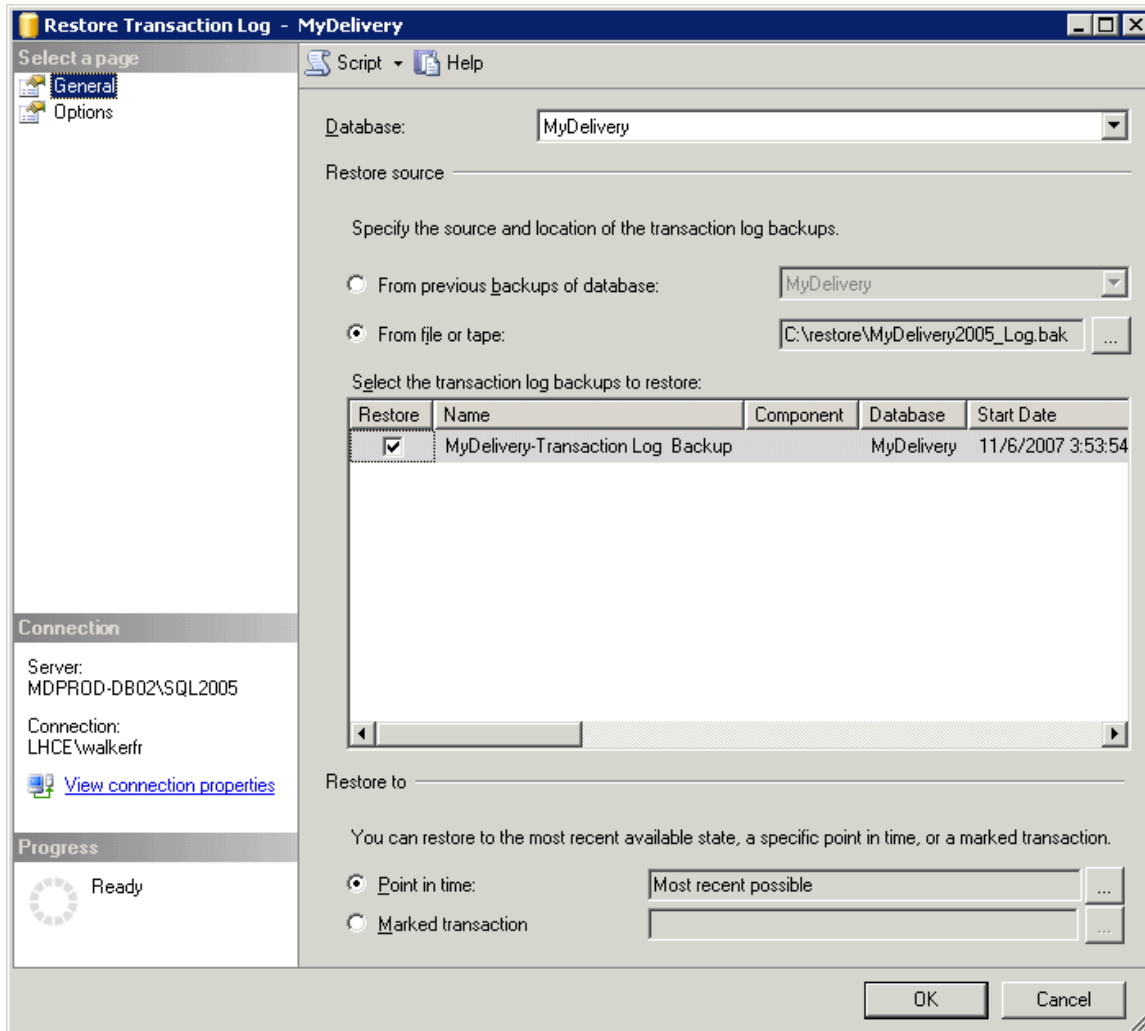 Restore Transaction Log - MyDelivery
Select a page
General
Options
Script Help
Database: MyDelivery
Restore source
Specify the source and location of the transaction log backups.
From previous backups of database: MyDelivery
From file or tape: C:\restore\MyDelivery2005_Log.bak ...
Select the transaction log backups to restore:
Restore Name Component Database Start Date
MyDelivery-Transaction Log Backup MyDelivery 11/6/2007 3:53:54
Connection
Server:
MDPROD-DB02\SQL2005
Connection:
LHCE\walkerfr
View connection properties
Progress
Ready
Restore to
You can restore to the most recent available state, a specific point in time, or a marked transaction.
Point in time: Most recent possible ...
Marked transaction ...
OK Cancel